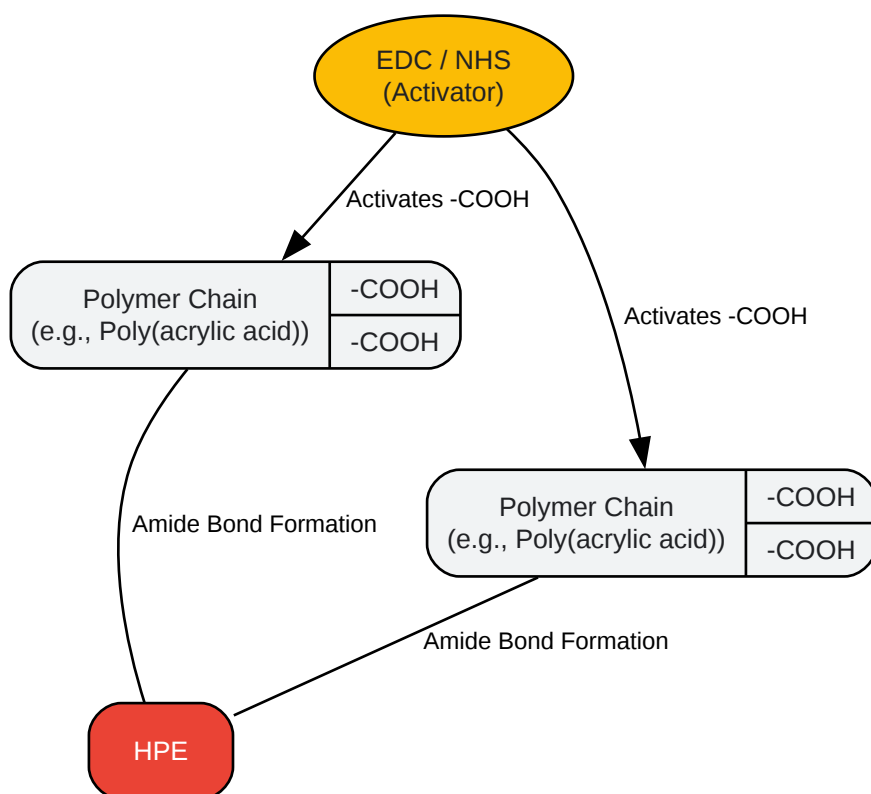 EDC / NHS
(Activator)
Activates -COOH
Polymer Chain
(e.g., Poly(acrylic acid))
-COOH
-COOH
Activates -COOH
Polymer Chain
(e.g., Poly(acrylic acid))
-COOH
-COOH
Amide Bond Formation
Amide Bond Formation
HPE